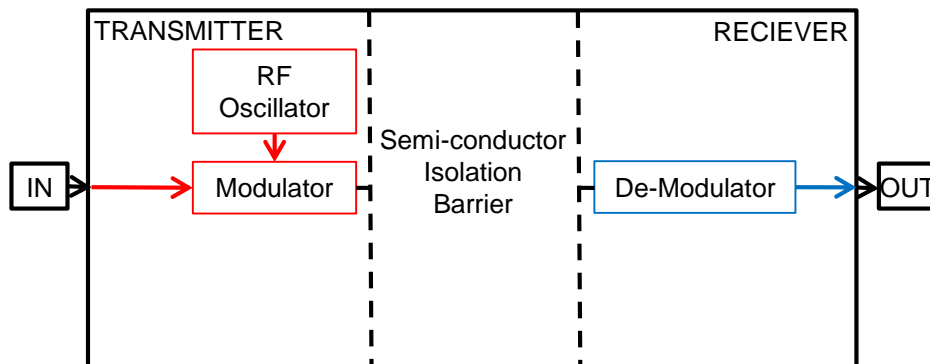 TRANSMITTER
RECIEVER
RF
Oscillator
Semi-conductor
Isolation
Barrier
IN
Modulator
De-Modulator
OUT